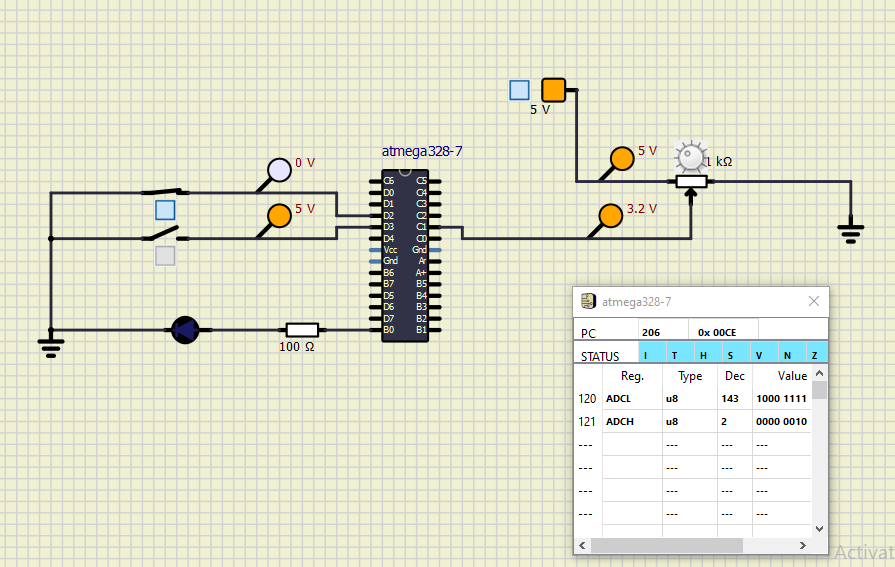 5 V
atmega328-7
5 V
1 kΩ
0 V
C6 C5
D0 C4
D1 C3
D2 C2
D3 C1
D4 C0
Vcc Gnd
Gnd Ar
B6 A+
B7 B5
D5 B4
D6 B3
D7 B2
B0 B1
5 V
3.2 V
100 Ω
atmega328-7
PC 206 0x 00CE
STATUS I T H S V N Z
Reg. Type Dec Value
120 ADCL u8 143 1000 1111
121 ADCH u8 2 0000 0010
--- --- --- ---
--- --- --- ---
--- --- --- ---
--- --- --- ---
Activat